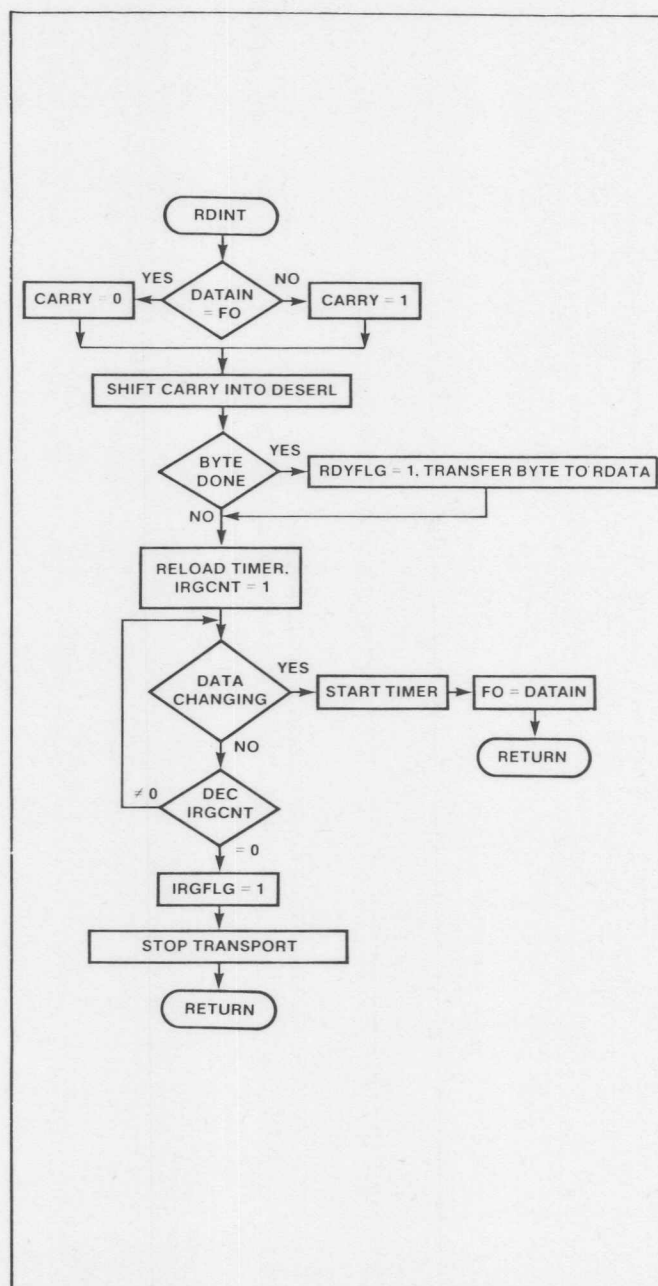 RDINT
YES
NO
CARRY = 0
DATAIN
= FO
CARRY = 1
SHIFT CARRY INTO DESERL
YES
BYTE
DONE
RDYFLG = 1, TRANSFER BYTE TO RDATA
NO
RELOAD TIMER,
IRGCNT = 1
YES
DATA
CHANGING
START TIMER
FO = DATAIN
NO
RETURN
≠ 0
DEC
IRGCNT
= 0
IRGFLG = 1
STOP TRANSPORT
RETURN